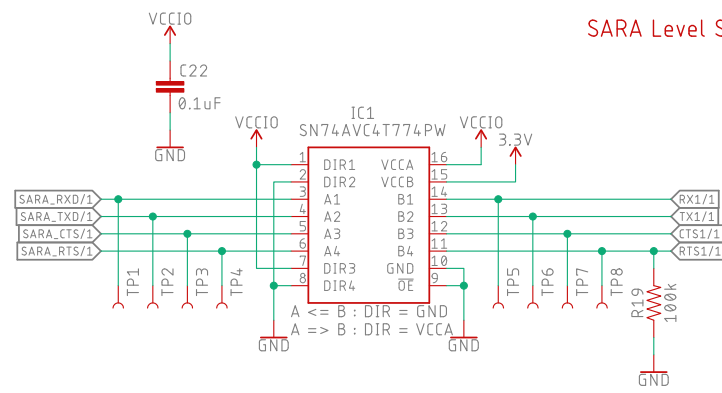 SARA Level S
VCCIO
C22
0.1uF
GND
IC1
SN74AVC4T774PW
VCCIO
VCCIO
3.3V
1 DIR1 VCCA 16
2 DIR2 VCCB 15
SARA_RXD/1 3 A1 B1 14 RX1/1
SARA_TXD/1 4 A2 B2 13 TX1/1
SARA_CTS/1 5 A3 B3 12 CTS1/1
SARA_RTS/1 6 A4 B4 11 RTS1/1
7 DIR3 GND 10
8 DIR4 OE 9
TP1
TP2
TP3
TP4
TP5
TP6
TP7
TP8
R19
100k
A <= B : DIR = GND
A => B : DIR = VCCA
GND
GND
GND